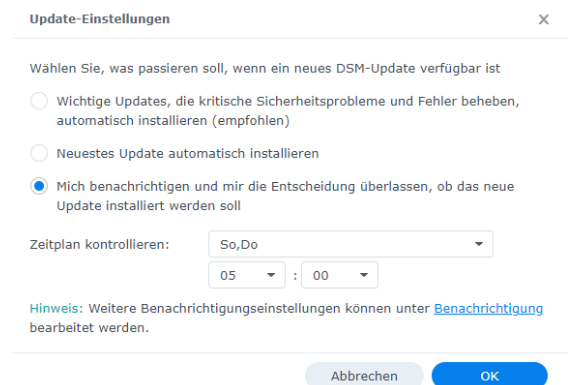 Update-Einstellungen
Wählen Sie, was passieren soll, wenn ein neues DSM-Update verfügbar ist
Wichtige Updates, die kritische Sicherheitsprobleme und Fehler beheben,
automatisch installieren (empfohlen)
Neuestes Update automatisch installieren
Mich benachrichtigen und mir die Entscheidung überlassen, ob das neue
Update installiert werden soll
Zeitplan kontrollieren: So,Do
05 : 00
Hinweis: Weitere Benachrichtigungseinstellungen können unter Benachrichtigung
bearbeitet werden.
Abbrechen OK